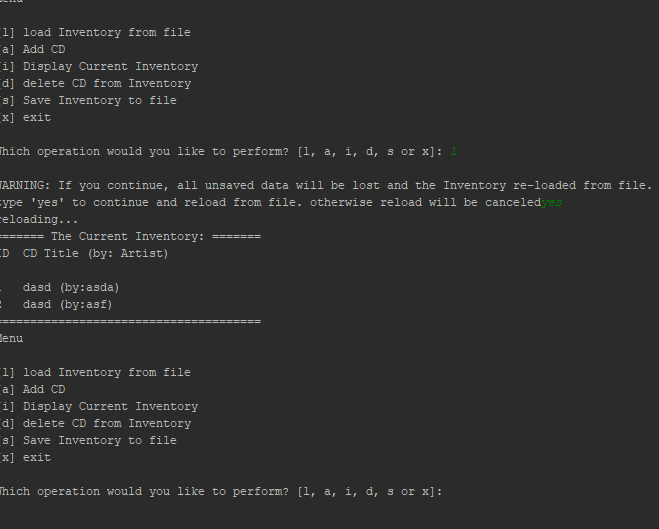 Menu

[l] load Inventory from file
[a] Add CD
[i] Display Current Inventory
[d] delete CD from Inventory
[s] Save Inventory to file
[x] exit

Which operation would you like to perform? [l, a, i, d, s or x]: l

WARNING: If you continue, all unsaved data will be lost and the Inventory re-loaded from file.
type 'yes' to continue and reload from file. otherwise reload will be canceledyes
reloading...
======= The Current Inventory: =======
ID  CD Title (by: Artist)

1   dasd (by:asda)
2   dasd (by:asf)
======================================
Menu

[l] load Inventory from file
[a] Add CD
[i] Display Current Inventory
[d] delete CD from Inventory
[s] Save Inventory to file
[x] exit

Which operation would you like to perform? [l, a, i, d, s or x]: